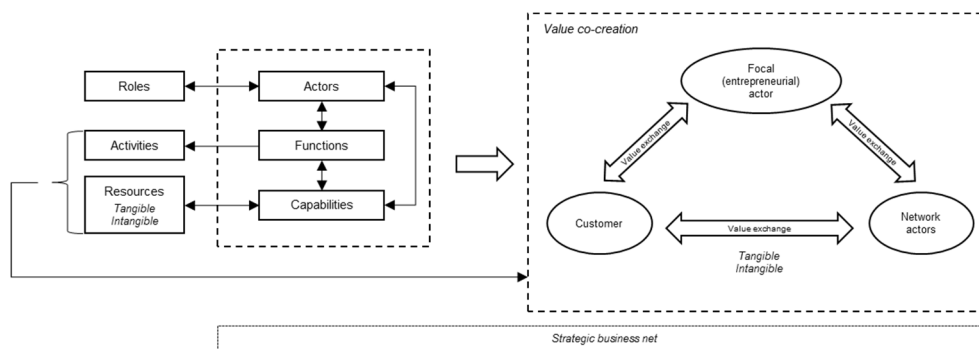 Value co-creation
Roles
Actors
Activities
Functions
Resources
Tangible
Intangible
Capabilities
Focal
(entrepreneurial)
actor
Value exchange
Value exchange
Customer
Value exchange
Network
actors
Tangible
Intangible
Strategic business net